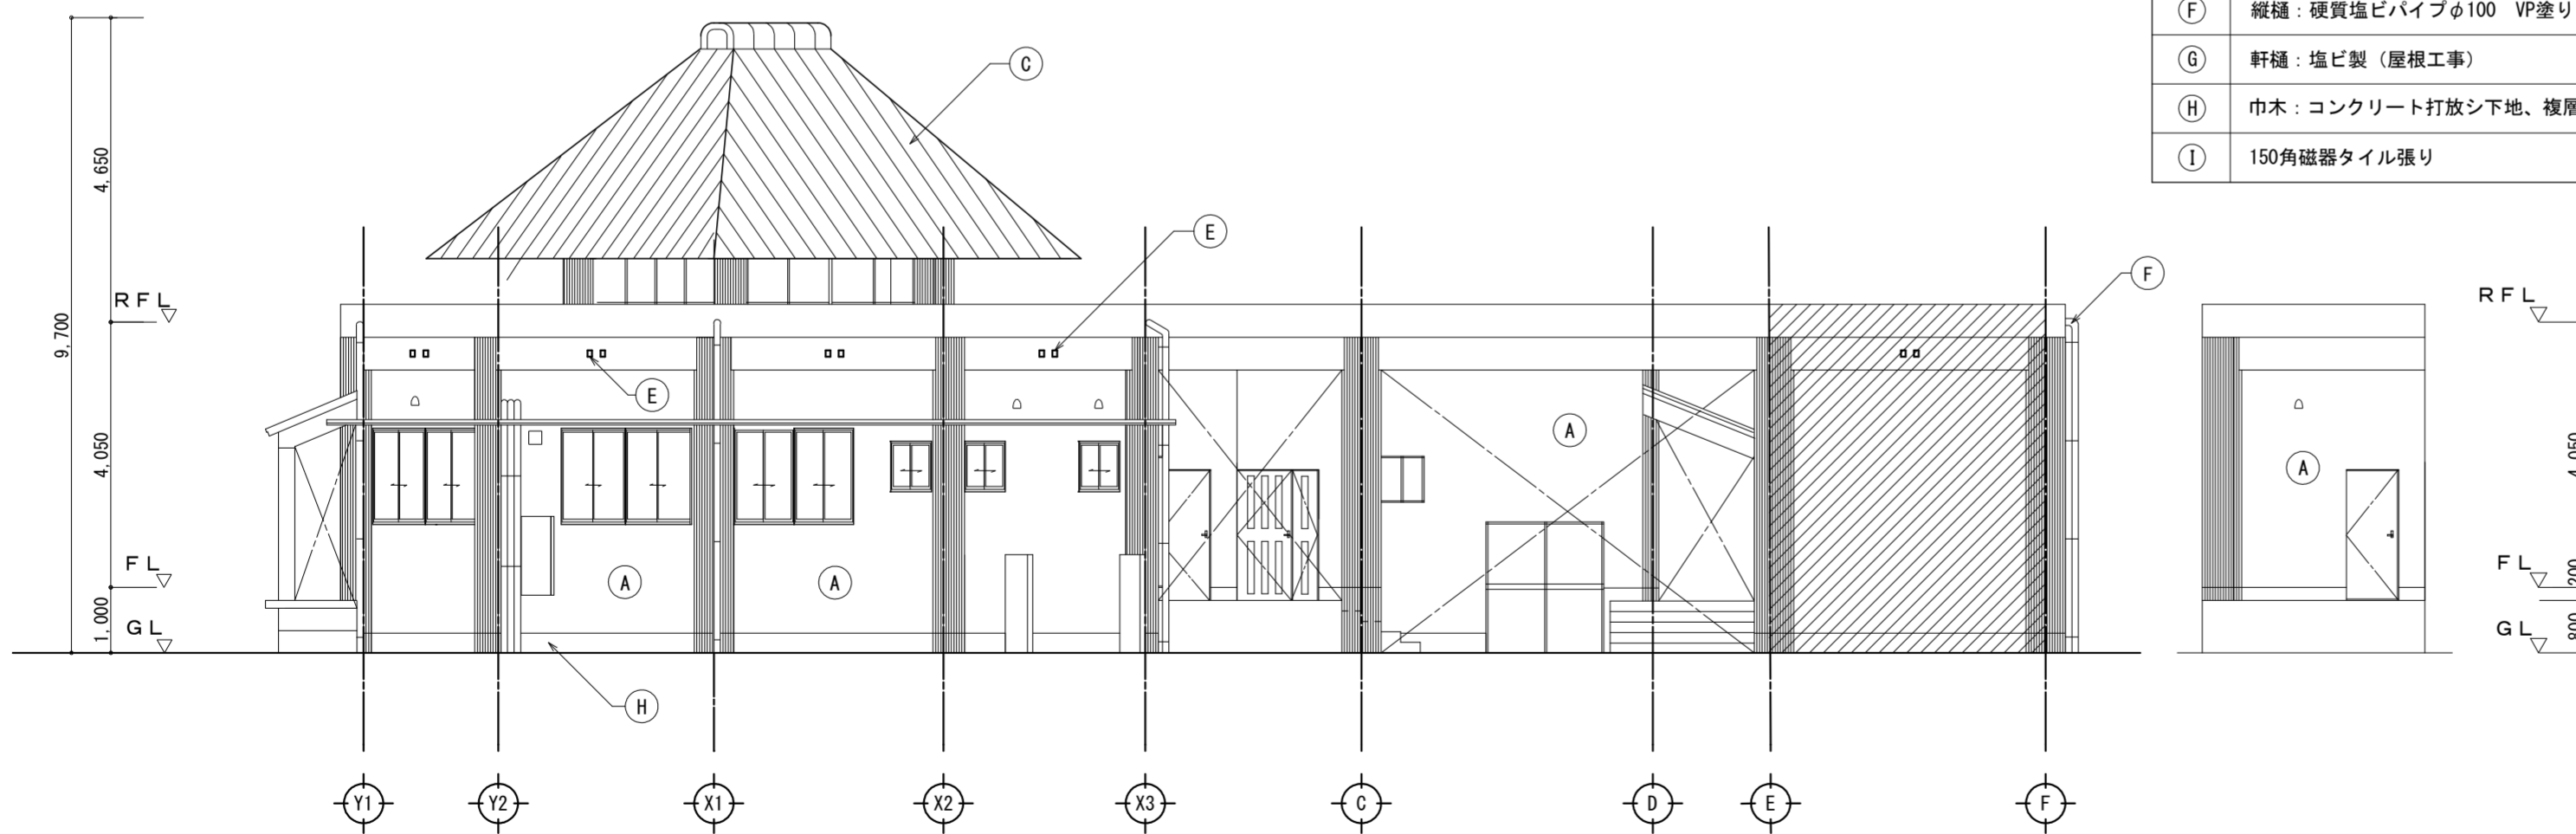 Ⓕ 縦樋：硬質塩ビパイプφ100 VP塗り
Ⓖ 軒樋：塩ビ製（屋根工事）
Ⓗ 巾木：コンクリート打放シ下地、複層
Ⓘ 150角磁器タイル張り
C
E
F
RFL
RFL
4,650
9,700
E
A
A
4,050
4,050
FL
FL
A
A
200
1,000
GL
GL
800
H
Y1 Y2 X1 X2 X3 C D E F